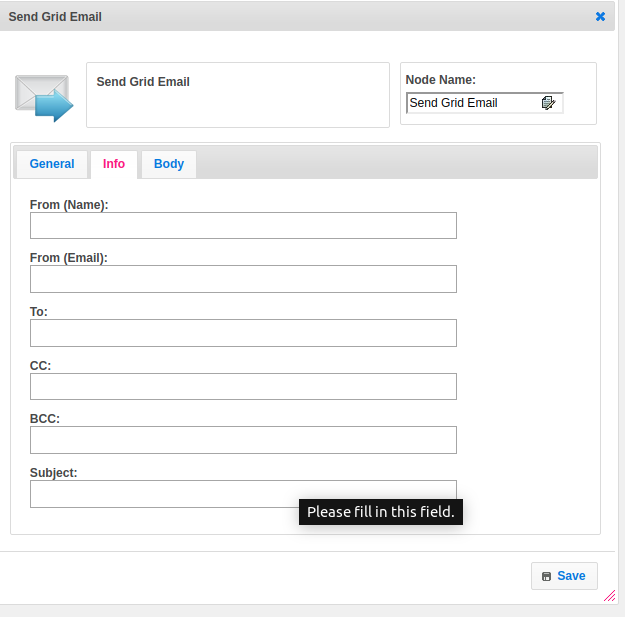 Send Grid Email
Send Grid Email
Node Name:
Send Grid Email
General Info Body
From (Name):
From (Email):
To:
CC:
BCC:
Subject:
Please fill in this field.
Save